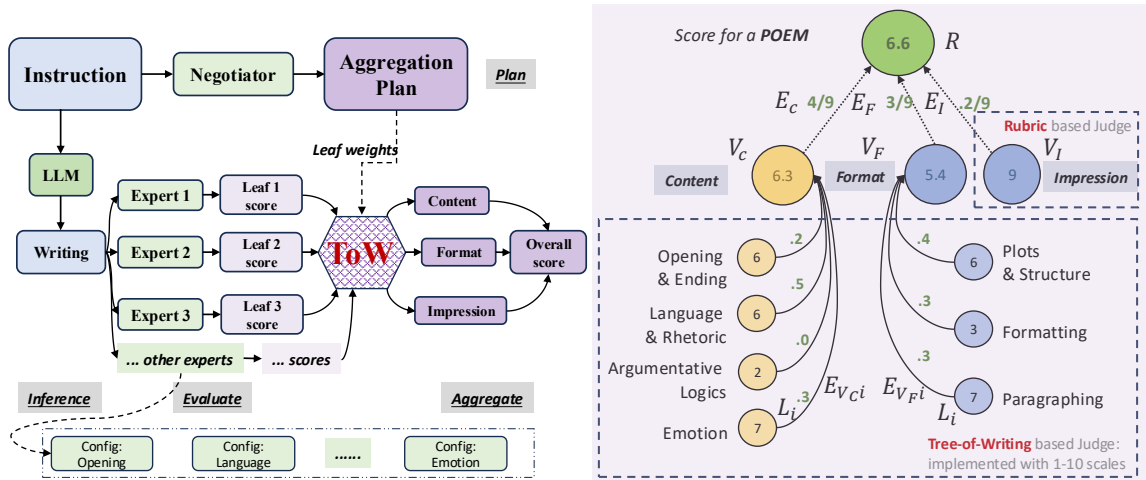 Instruction
Negotiator
Aggregation
Plan
Plan
Leaf weights
LLM
Writing
Expert 1
Leaf 1
score
Expert 2
Leaf 2
score
Expert 3
Leaf 3
score
... other experts
... scores
ToW
Content
Format
Impression
Overall
score
Inference
Evaluate
Aggregate
Config:
Opening
Config:
Language
......
Config:
Emotion
Score for a POEM
6.6
R
E_c
4/9
E_F
3/9
E_I
.2/9
Rubric based Judge
V_c
6.3
Content
V_F
5.4
Format
V_I
9
Impression
Opening
& Ending
6
.2
Language
& Rhetoric
6
.5
Argumentative
Logics
2
.0
Emotion
7
L_i
.3
E_{V_C i}
.4
6
Plots
& Structure
.3
3
Formatting
.3
E_{V_F i}
L_i
7
Paragraphing
Tree-of-Writing based Judge:
implemented with 1-10 scales